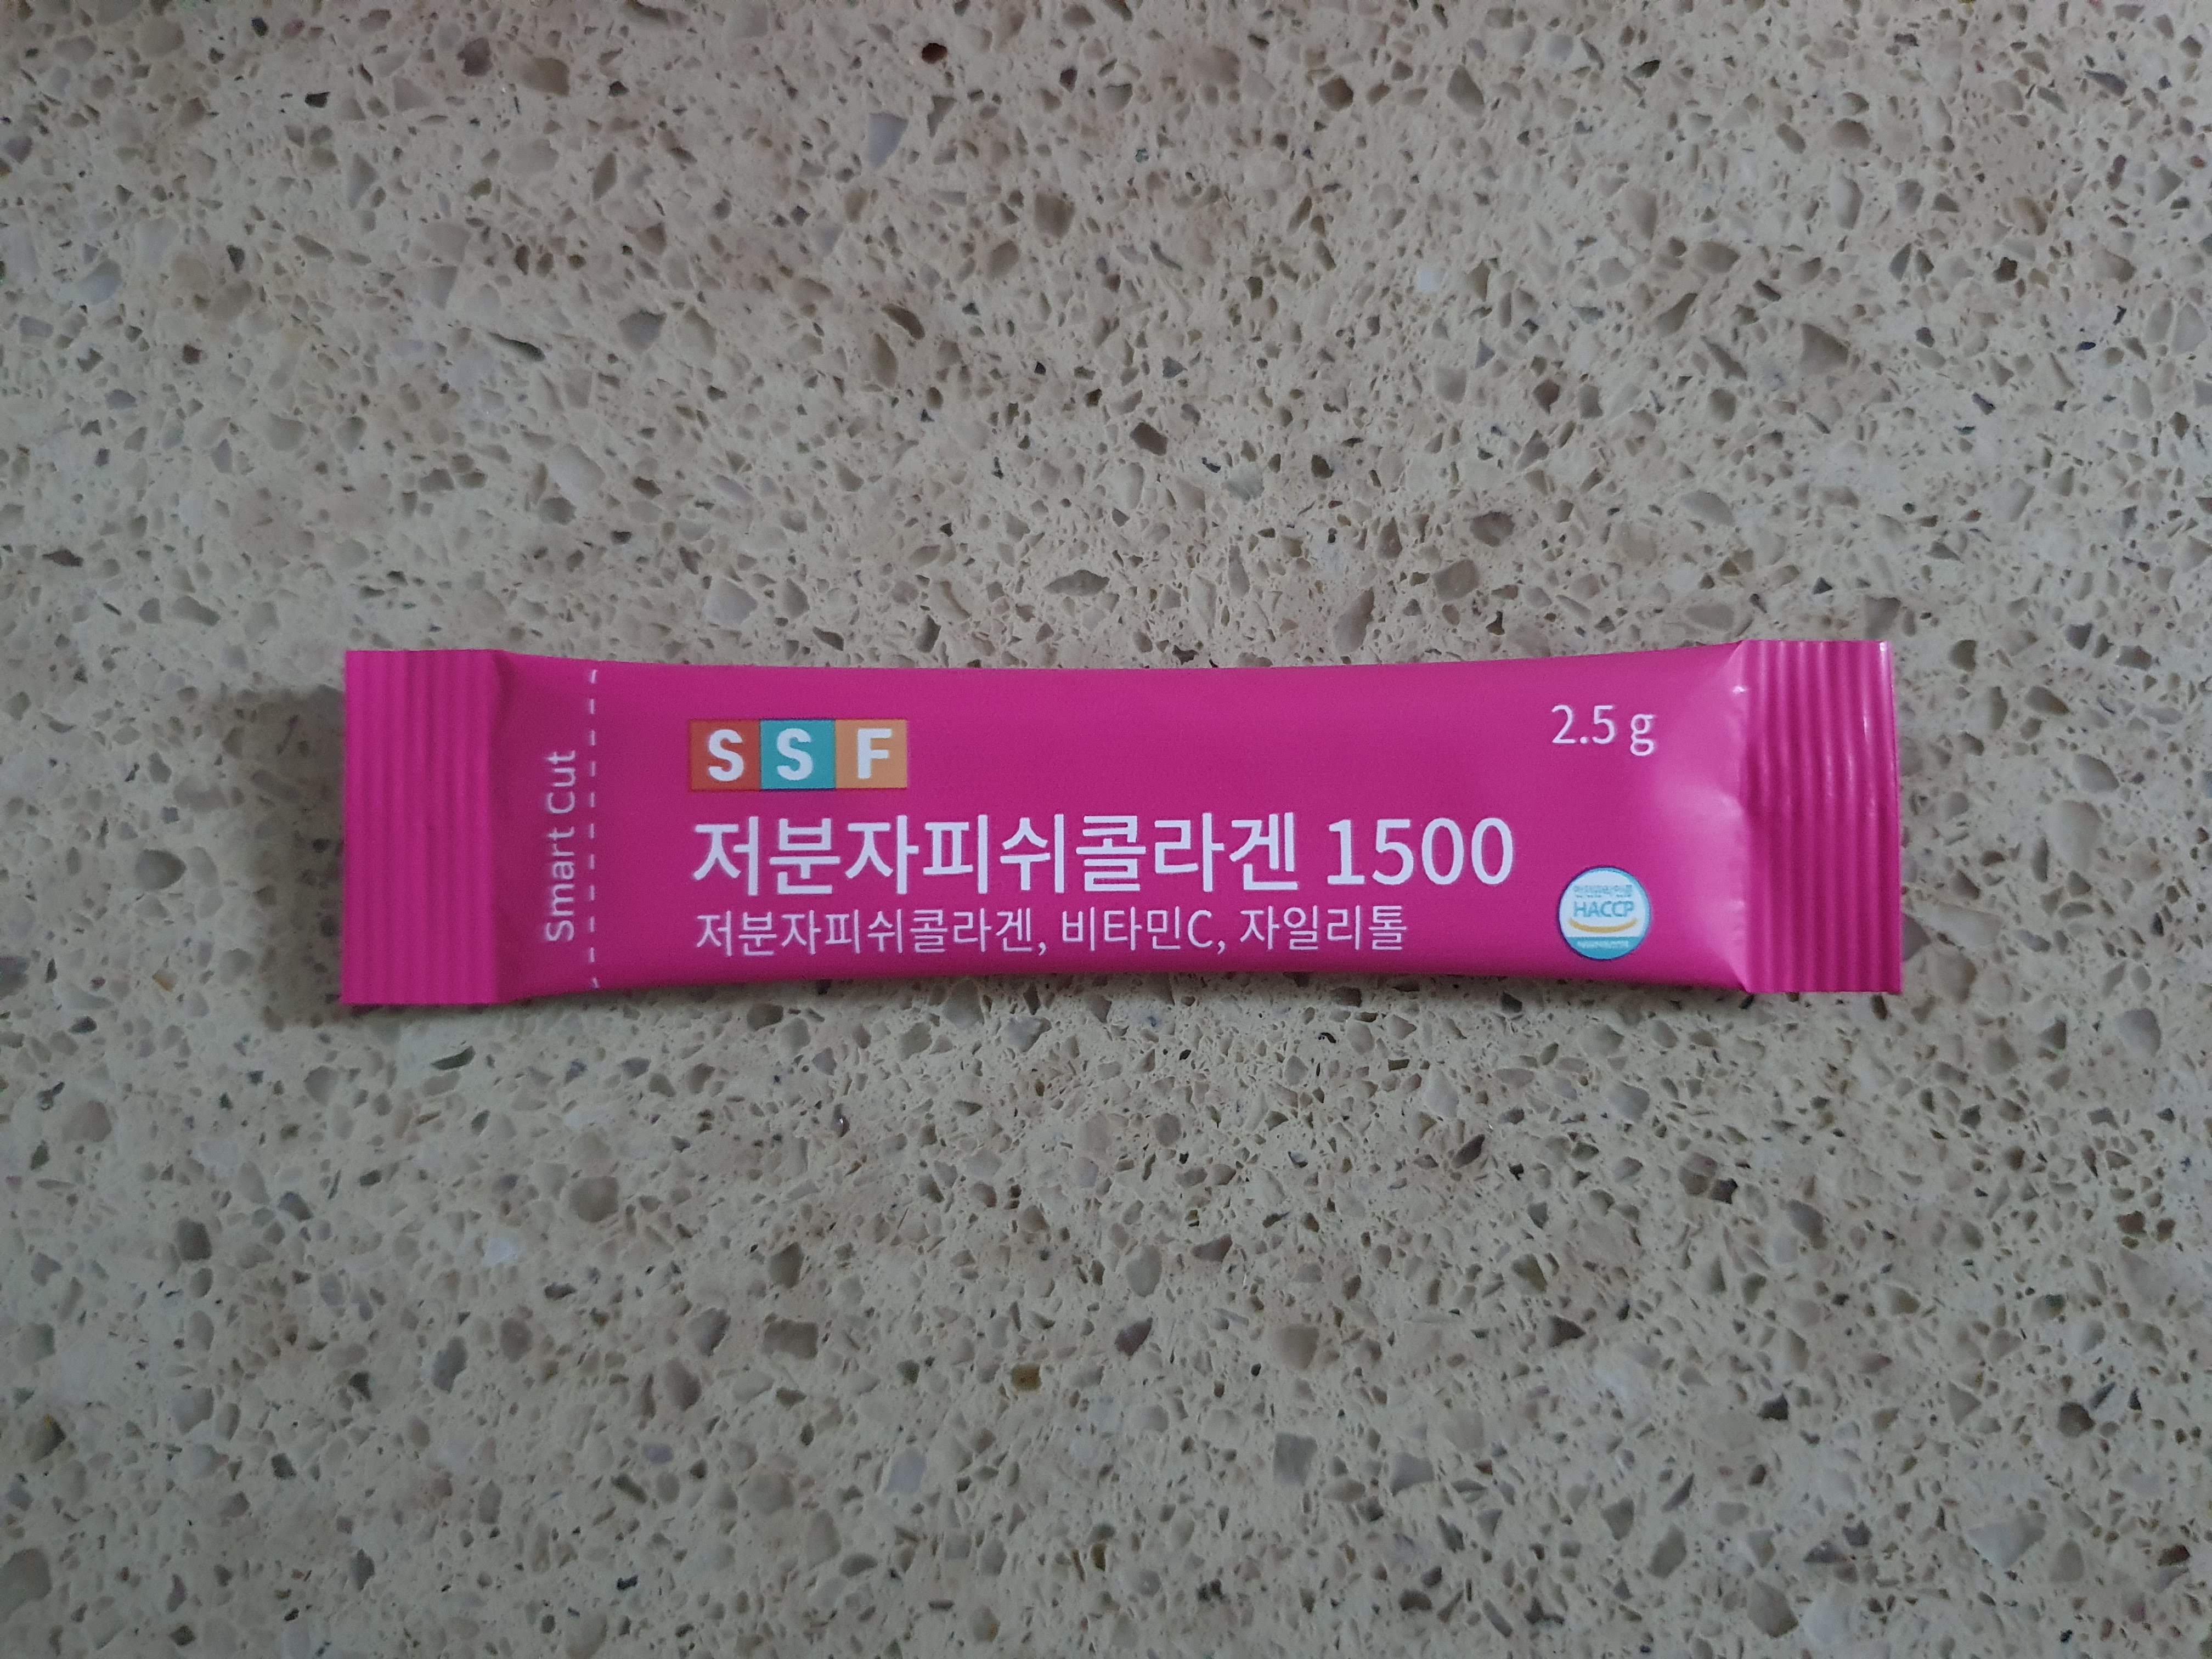 SSF
2.5 g
Smart Cut
저분자피쉬콜라겐 1500
저분자피쉬콜라겐, 비타민C, 자일리톨
HACCP